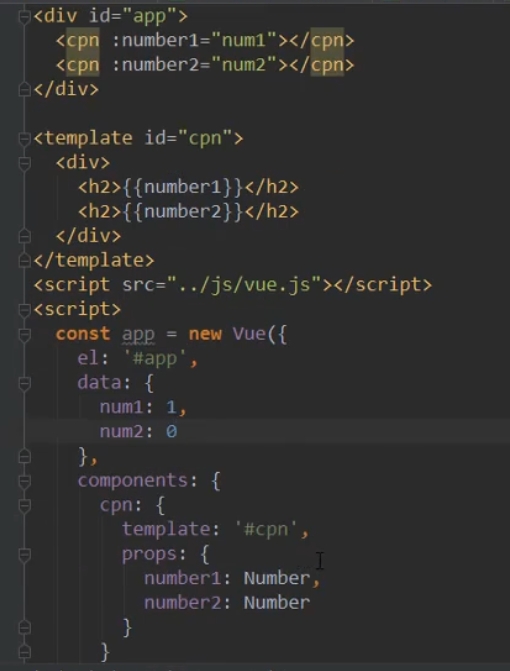 <div id="app">
  <cpn :number1="num1"></cpn>
  <cpn :number2="num2"></cpn>
</div>

<template id="cpn">
  <div>
    <h2>{{number1}}</h2>
    <h2>{{number2}}</h2>
  </div>
</template>
<script src="../js/vue.js"></script>
<script>
  const app = new Vue({
    el: '#app',
    data: {
      num1: 1,
      num2: 0
    },
    components: {
      cpn: {
        template: '#cpn',
        props: {
          number1: Number,
          number2: Number
        }
      }